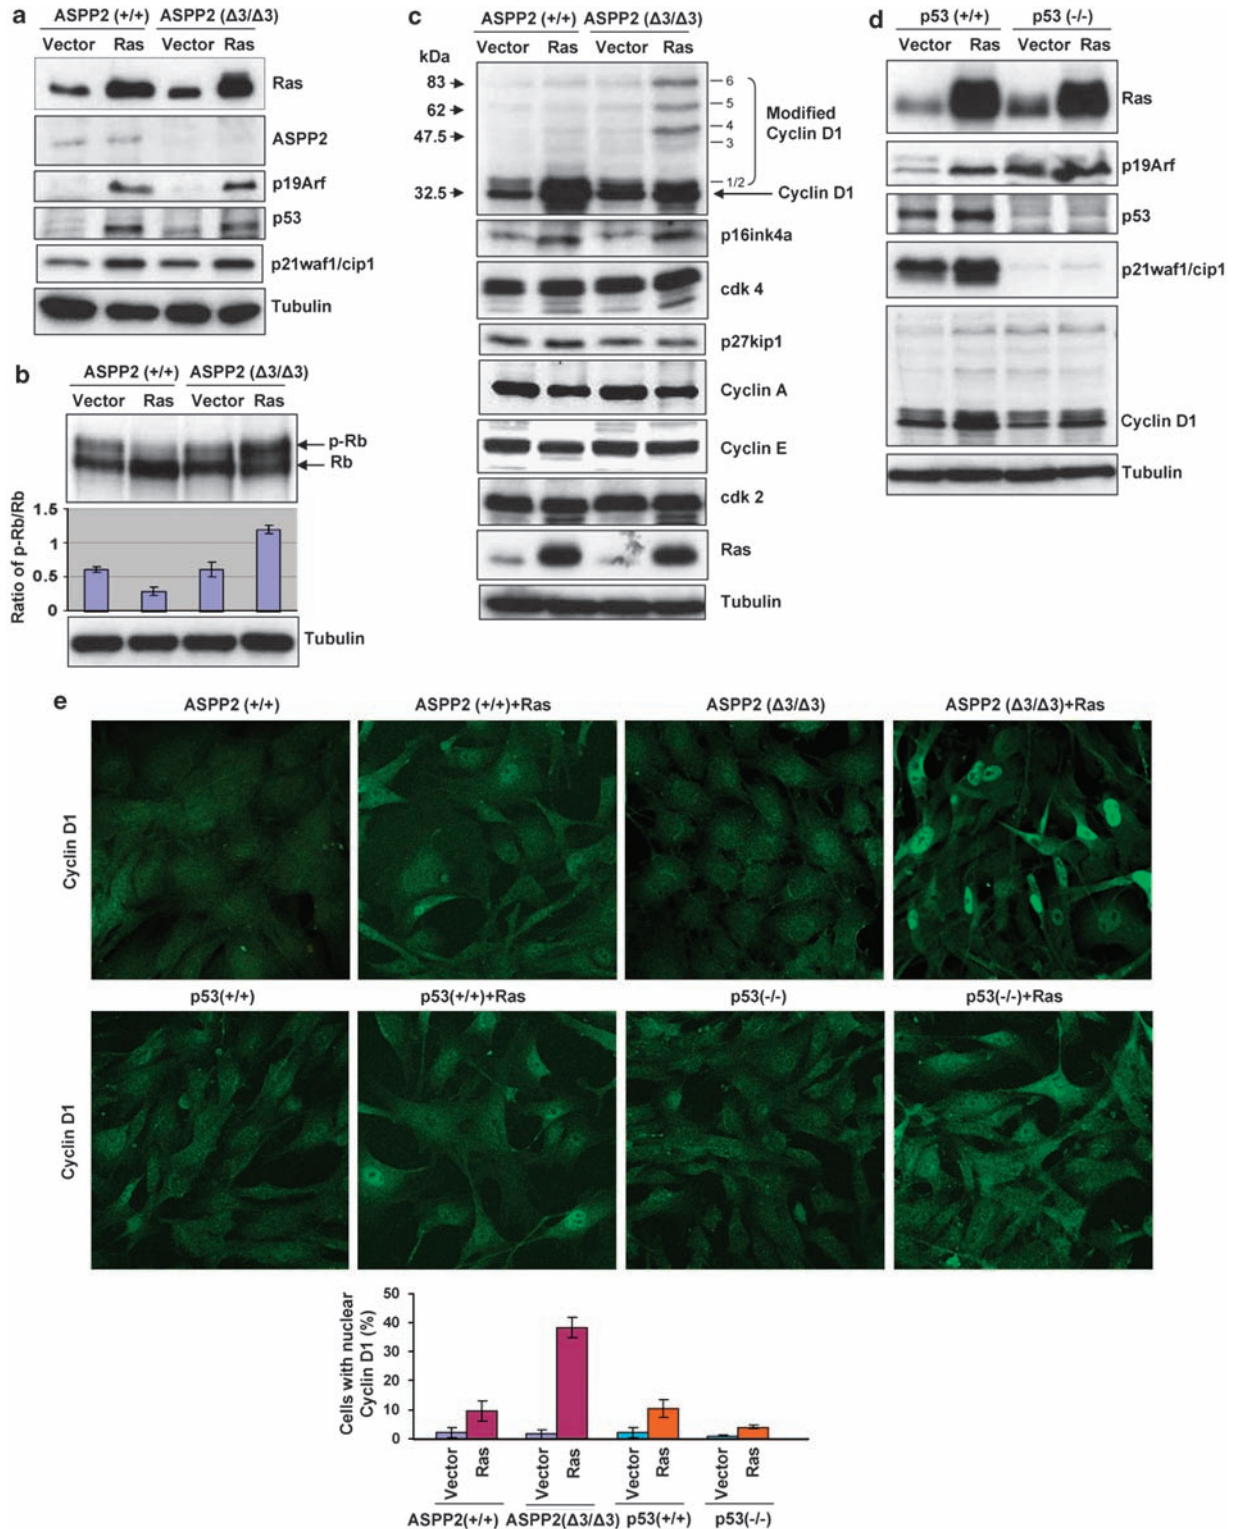 a
ASPP2 (+/+) ASPP2 (Δ3/Δ3)
Vector Ras Vector Ras
Ras
ASPP2
p19Arf
p53
p21waf1/cip1
Tubulin
b
ASPP2 (+/+) ASPP2 (Δ3/Δ3)
Vector Ras Vector Ras
p-Rb
Rb
Ratio of p-Rb/Rb
1.5
1
0.5
0
Tubulin
c
ASPP2 (+/+) ASPP2 (Δ3/Δ3)
Vector Ras Vector Ras
kDa
83
62
47.5
32.5
6
5
4
3
1/2
Modified
Cyclin D1
Cyclin D1
p16ink4a
cdk 4
p27kip1
Cyclin A
Cyclin E
cdk 2
Ras
Tubulin
d
p53 (+/+) p53 (-/-)
Vector Ras Vector Ras
Ras
p19Arf
p53
p21waf1/cip1
Cyclin D1
Tubulin
e
ASPP2 (+/+) ASPP2 (+/+)+Ras ASPP2 (Δ3/Δ3) ASPP2 (Δ3/Δ3)+Ras
Cyclin D1
p53(+/+) p53(+/+)+Ras p53(-/-) p53(-/-)+Ras
Cyclin D1
Cells with nuclear
Cyclin D1 (%)
50
40
30
20
10
0
Vector Ras Vector Ras Vector Ras Vector Ras
ASPP2(+/+) ASPP2(Δ3/Δ3) p53(+/+) p53(-/-)